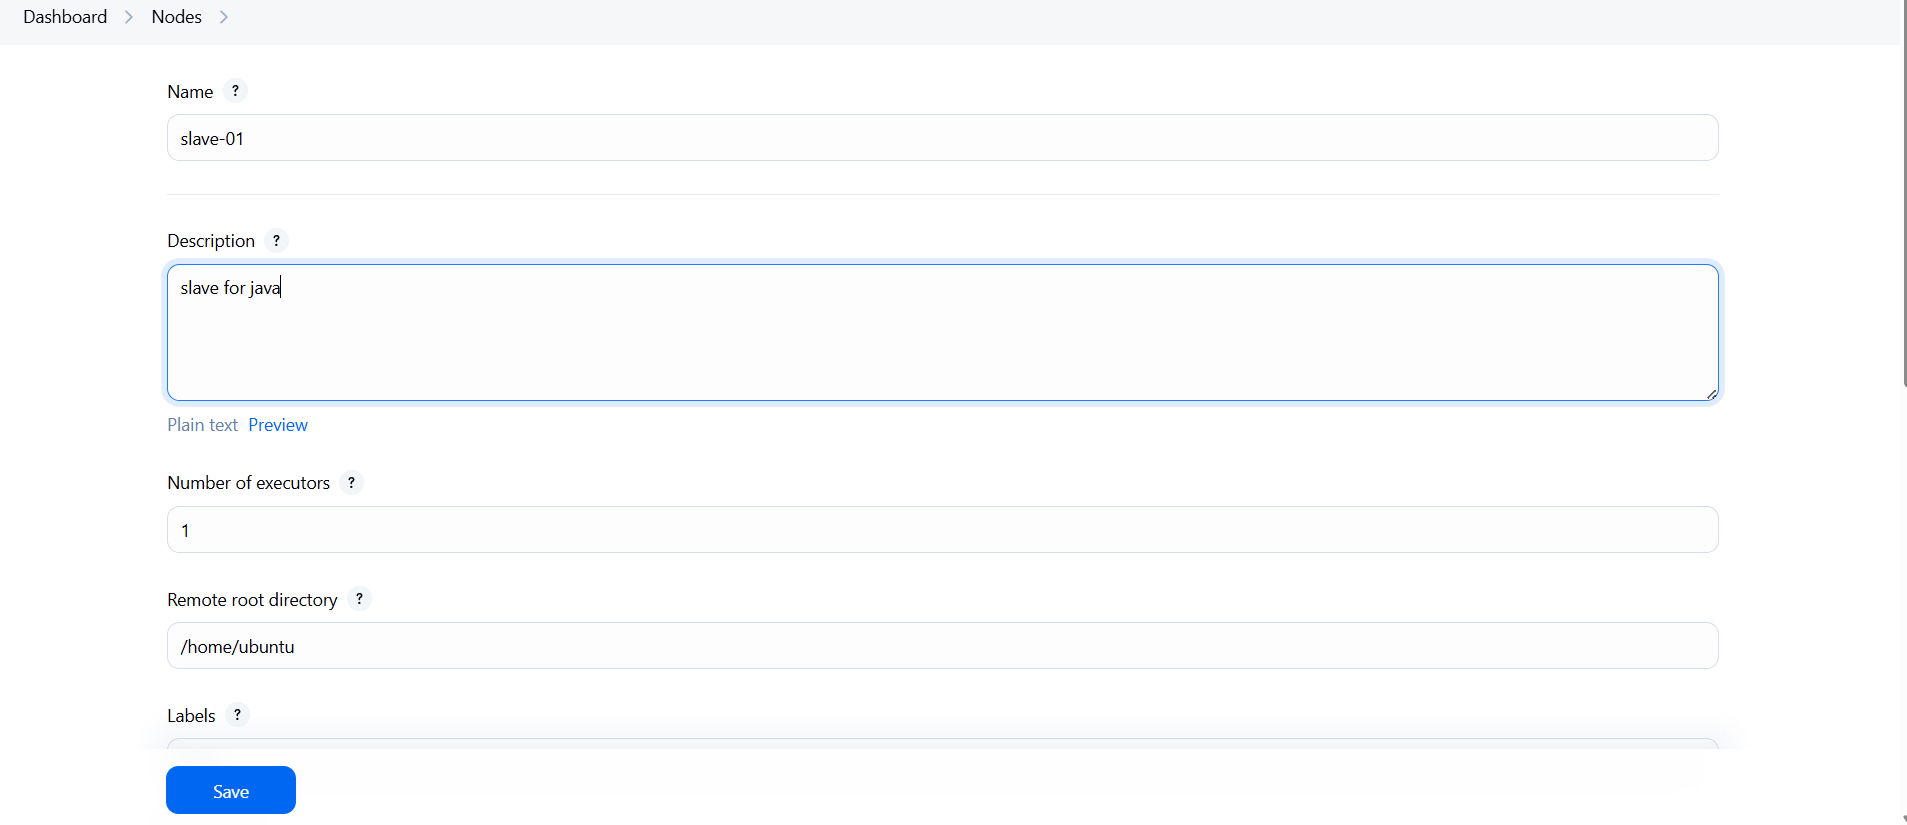 Dashboard > Nodes >
Name ?
slave-01
Description ?
slave for java
Plain text Preview
Number of executors ?
1
Remote root directory ?
/home/ubuntu
Labels ?
Save